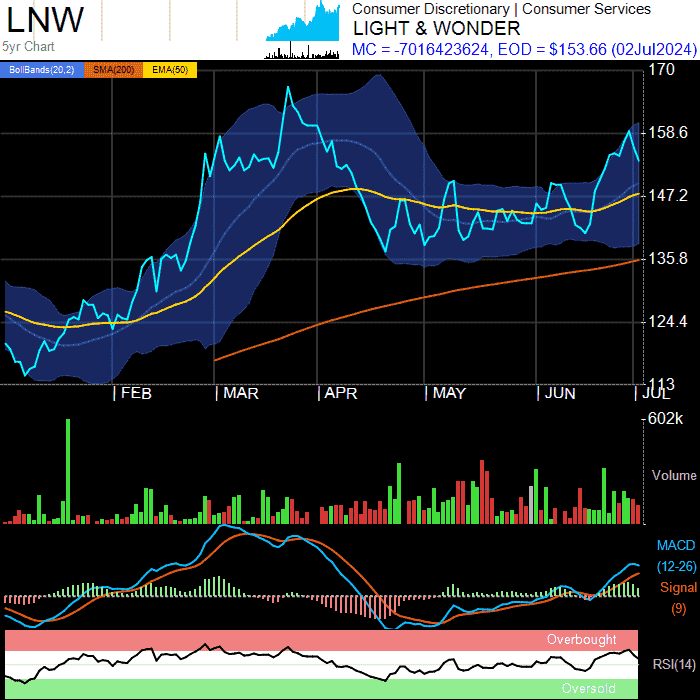 LNW
5yr Chart
Consumer Discretionary | Consumer Services
LIGHT & WONDER
MC = -7016423624, EOD = $153.66 (02Jul2024)
BollBands(20,2) SMA(200) EMA(50)
170
158.6
147.2
135.8
124.4
113
FEB MAR APR MAY JUN JUL
602k
Volume
MACD
(12-26)
Signal
(9)
Overbought
RSI(14)
Oversold